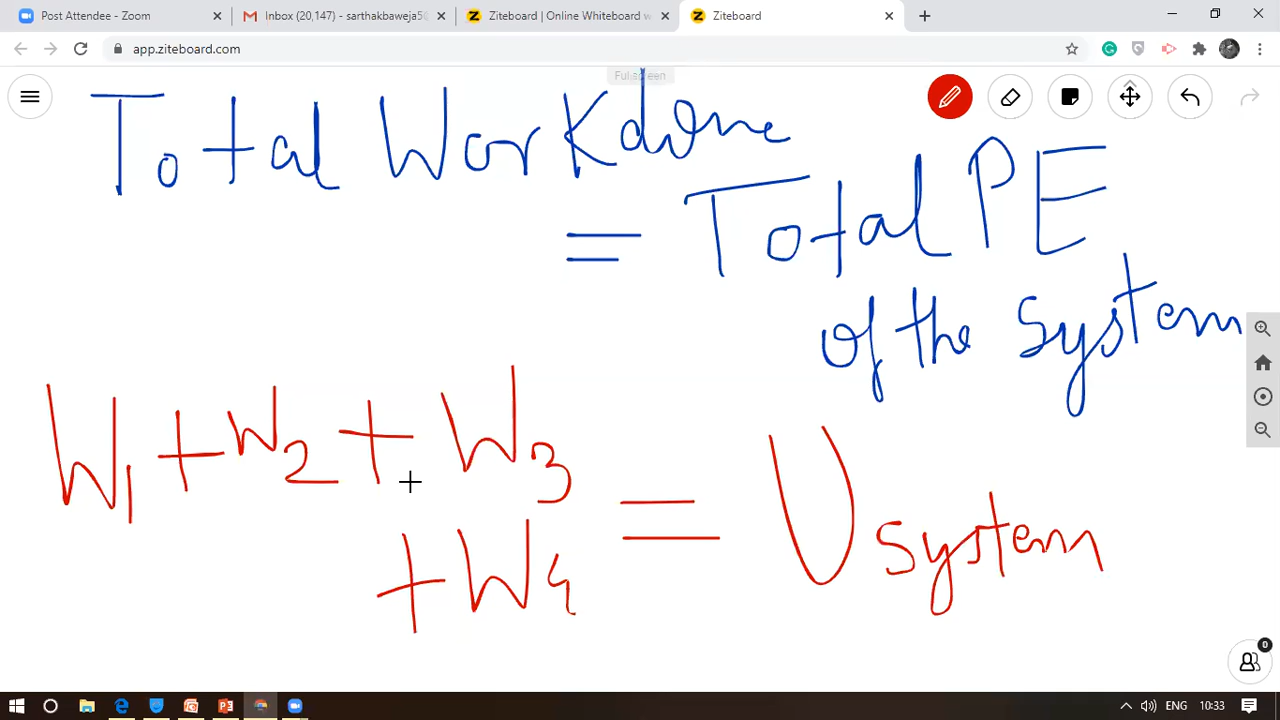 Post Attendee - Zoom
Inbox (20,147) - sarthakbaweja5
Ziteboard | Online Whiteboard w
Ziteboard
app.ziteboard.com
Total Workdone
= Total PE
of the System
W1 + W2 + W3
+ W4 = U system
0
ENG 10:33